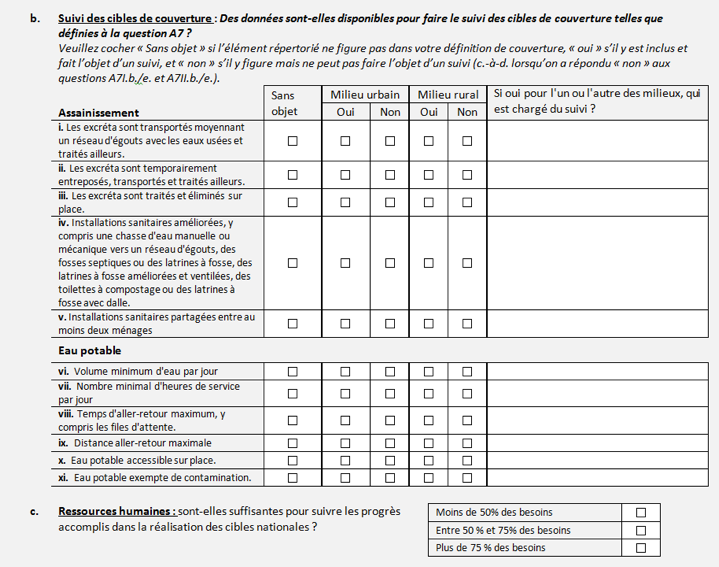 b. Suivi des cibles de couverture : Des données sont-elles disponibles pour faire le suivi des cibles de couverture telles que
définies à la question A7 ?
Veuillez cocher « Sans objet » si l'élément répertorié ne figure pas dans votre définition de couverture, « oui » s'il y est inclus et
fait l'objet d'un suivi, et « non » s'il y figure mais ne peut pas faire l'objet d'un suivi (c.-à-d. lorsqu'on a répondu « non » aux
questions A7I.b./e. et A7II.b./e.).
Assainissement
Sans
objet
Milieu urbain
Milieu rural
Oui
Non
Oui
Non
Si oui pour l'un ou l'autre des milieux, qui
est chargé du suivi ?
i. Les excréta sont transportés moyennant
un réseau d'égouts avec les eaux usées et
traités ailleurs.
ii. Les excréta sont temporairement
entreposés, transportés et traités ailleurs.
iii. Les excréta sont traités et éliminés sur
place.
iv. Installations sanitaires améliorées, y
compris une chasse d'eau manuelle ou
mécanique vers un réseau d'égouts, des
fosses septiques ou des latrines à fosse, des
latrines à fosse améliorées et ventilées, des
toilettes à compostage ou des latrines à
fosse avec dalle.
v. Installations sanitaires partagées entre au
moins deux ménages
Eau potable
vi. Volume minimum d'eau par jour
vii. Nombre minimal d'heures de service
par jour
viii. Temps d'aller-retour maximum, y
compris les files d'attente.
ix. Distance aller-retour maximale
x. Eau potable accessible sur place.
xi. Eau potable exempte de contamination.
c. Ressources humaines : sont-elles suffisantes pour suivre les progrès
accomplis dans la réalisation des cibles nationales ?
Moins de 50% des besoins
Entre 50 % et 75% des besoins
Plus de 75 % des besoins